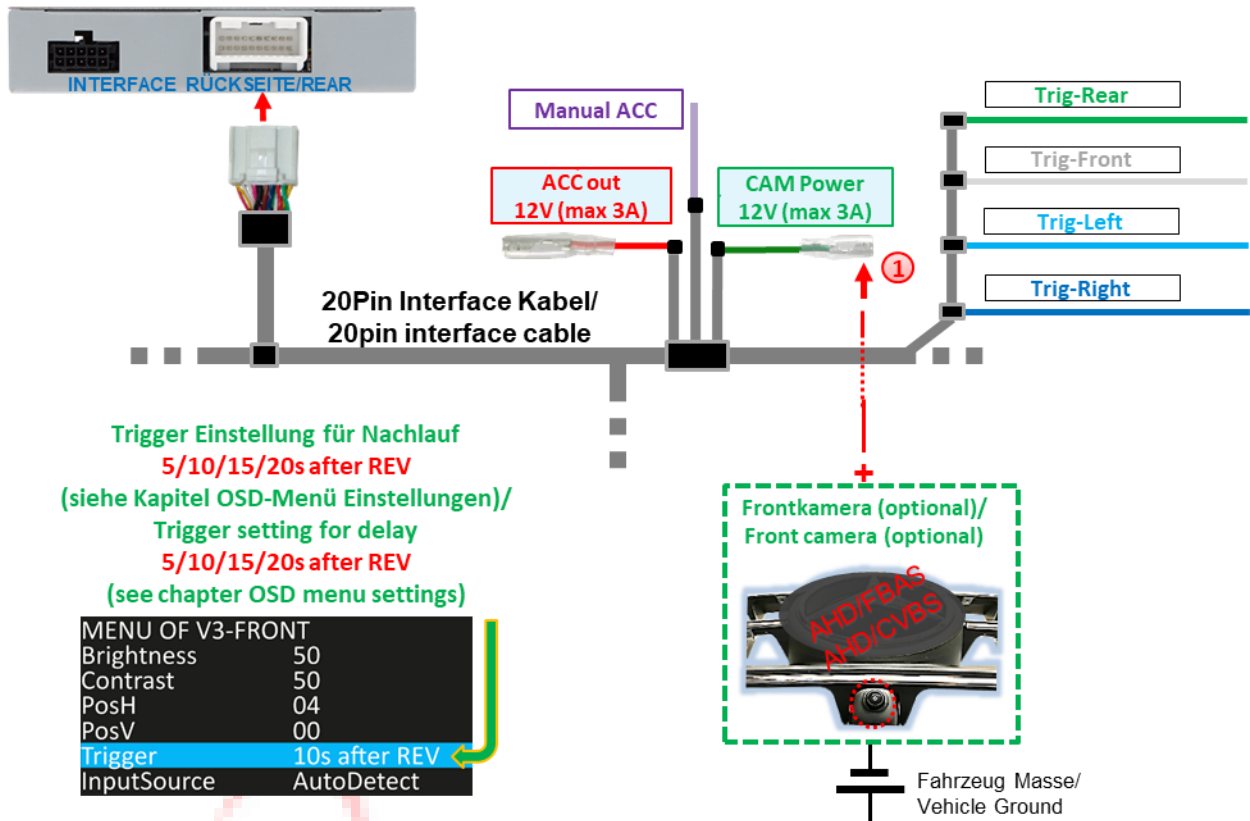 INTERFACE RÜCKSEITE/REAR
Manual ACC
ACC out
12V (max 3A)
CAM Power
12V (max 3A)
1
Trig-Rear
Trig-Front
Trig-Left
Trig-Right
20Pin Interface Kabel/
20pin interface cable
Trigger Einstellung für Nachlauf
5/10/15/20s after REV
(siehe Kapitel OSD-Menü Einstellungen)/
Trigger setting for delay
5/10/15/20s after REV
(see chapter OSD menu settings)
MENU OF V3-FRONT
Brightness 50
Contrast 50
PosH 04
PosV 00
Trigger 10s after REV
InputSource AutoDetect
+
Frontkamera (optional)/
Front camera (optional)
AHD/FBAS
AHD/CVBS
Fahrzeug Masse/
Vehicle Ground